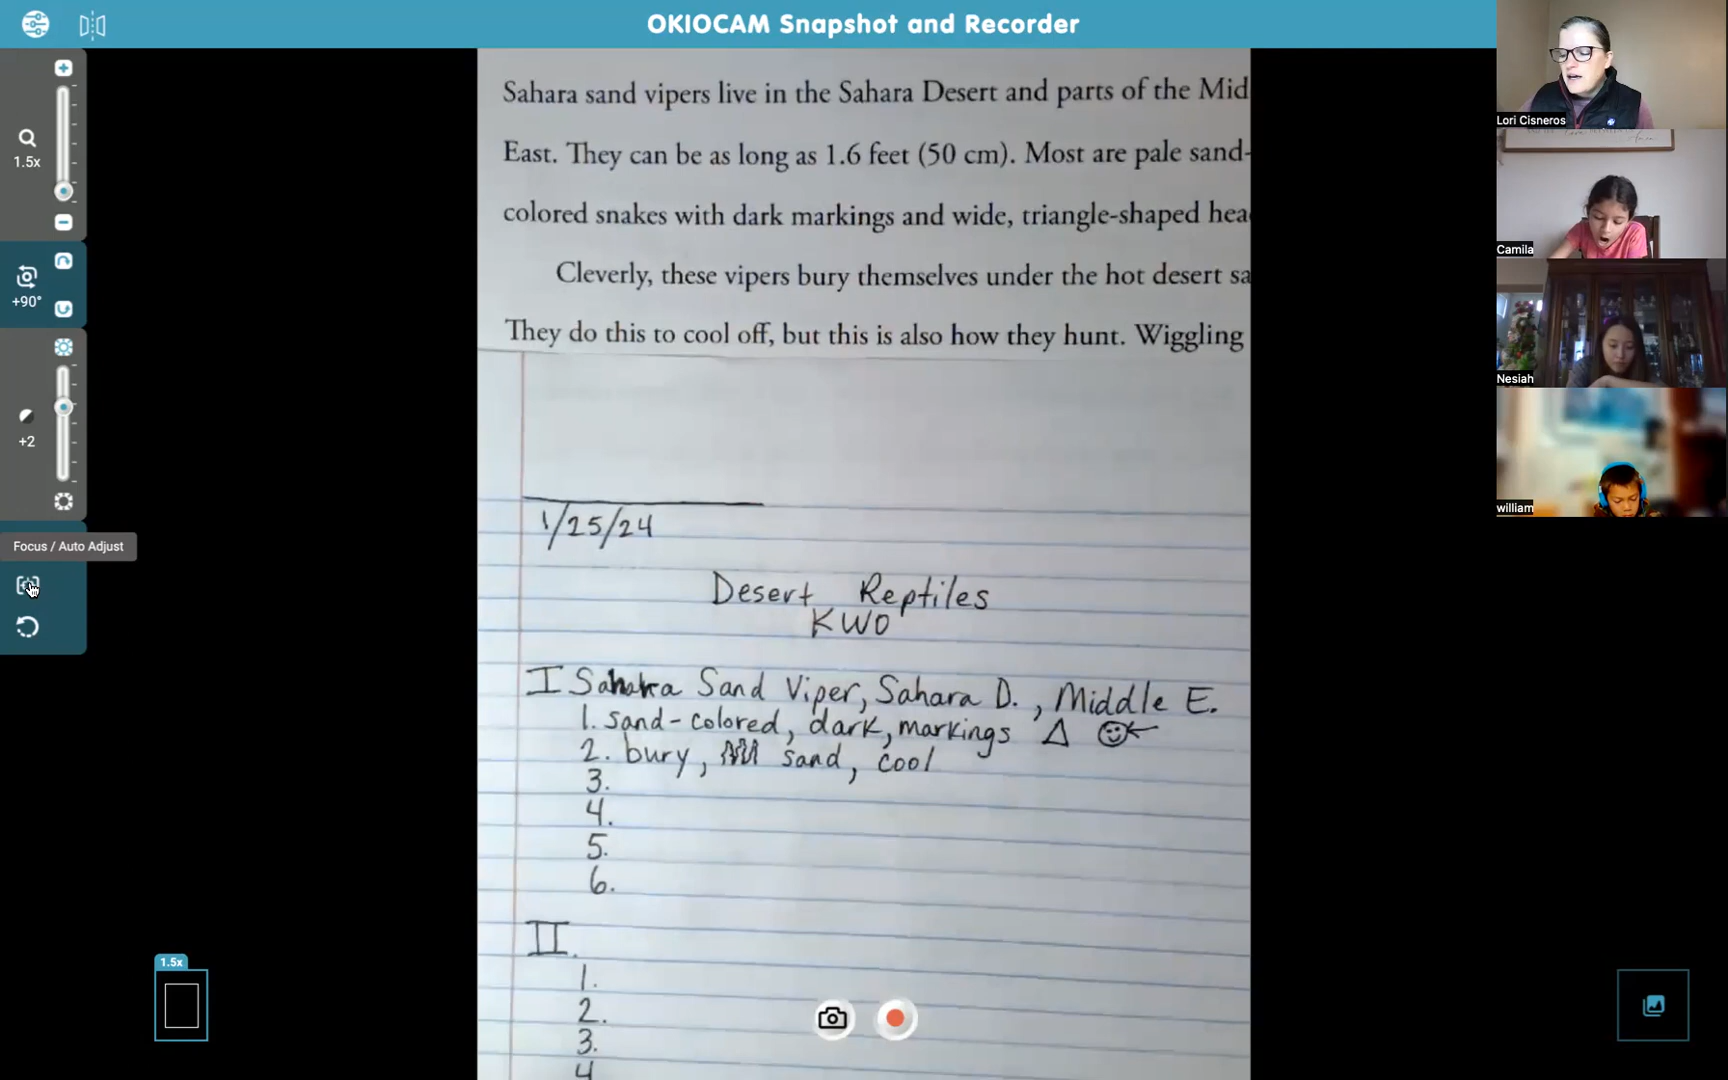 OKIOCAM Snapshot and Recorder
1.5x
+90°
+2
Focus / Auto Adjust
Sahara sand vipers live in the Sahara Desert and parts of the Mid
East. They can be as long as 1.6 feet (50 cm). Most are pale sand-
colored snakes with dark markings and wide, triangle-shaped hea
Cleverly, these vipers bury themselves under the hot desert sa
They do this to cool off, but this is also how they hunt. Wiggling
1/25/24
Desert Reptiles
KWO
I Sahara Sand Viper, Sahara D., Middle E.
1. sand-colored, dark, markings
2. bury, sand, cool
3.
4.
5.
6.
II.
1.
2.
3.
4
1.5x
Lori Cisneros
Camila
Nesiah
william